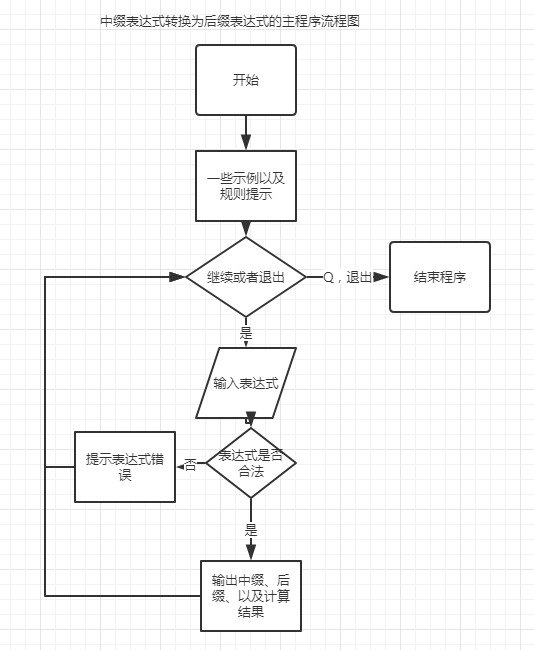 中缀表达式转换为后缀表达式的主程序流程图
开始
一些示例以及
规则提示
继续或者退出
Q，退出
结束程序
是
输入表达式
表达式是否
合法
否
提示表达式错
误
是
输出中缀、后
缀、以及计算
结果